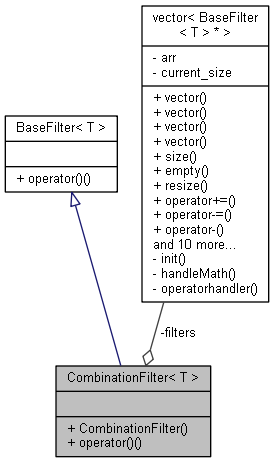 vector< BaseFilter
< T > * >
- arr
- current_size
+ vector()
+ vector()
+ vector()
+ vector()
+ size()
+ empty()
+ resize()
+ operator+=()
+ operator-=()
+ operator-()
and 10 more...
- init()
- handleMath()
- operatorhandler()
BaseFilter< T >
+ operator()()
-filters
CombinationFilter< T >
+ CombinationFilter()
+ operator()()